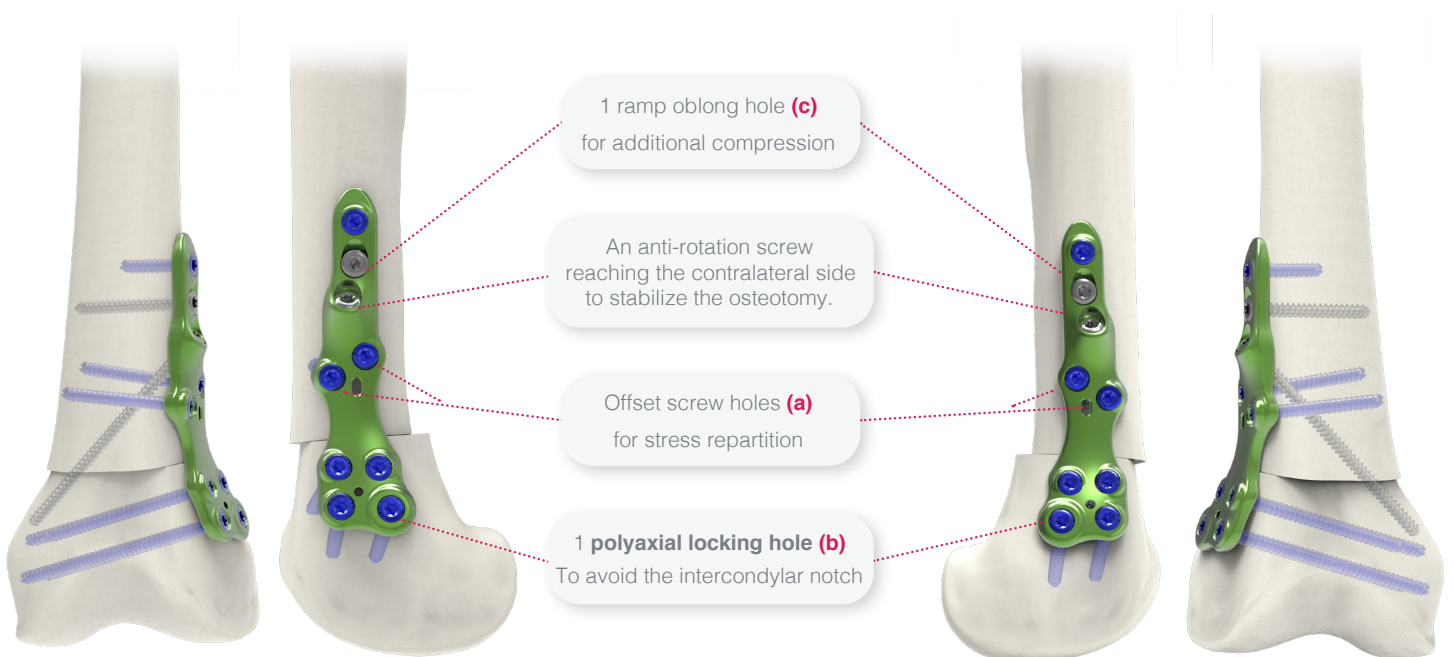 1 ramp oblong hole (c)
for additional compression
An anti-rotation screw
reaching the contralateral side
to stabilize the osteotomy.
Offset screw holes (a)
for stress repartition
1 polyaxial locking hole (b)
To avoid the intercondylar notch